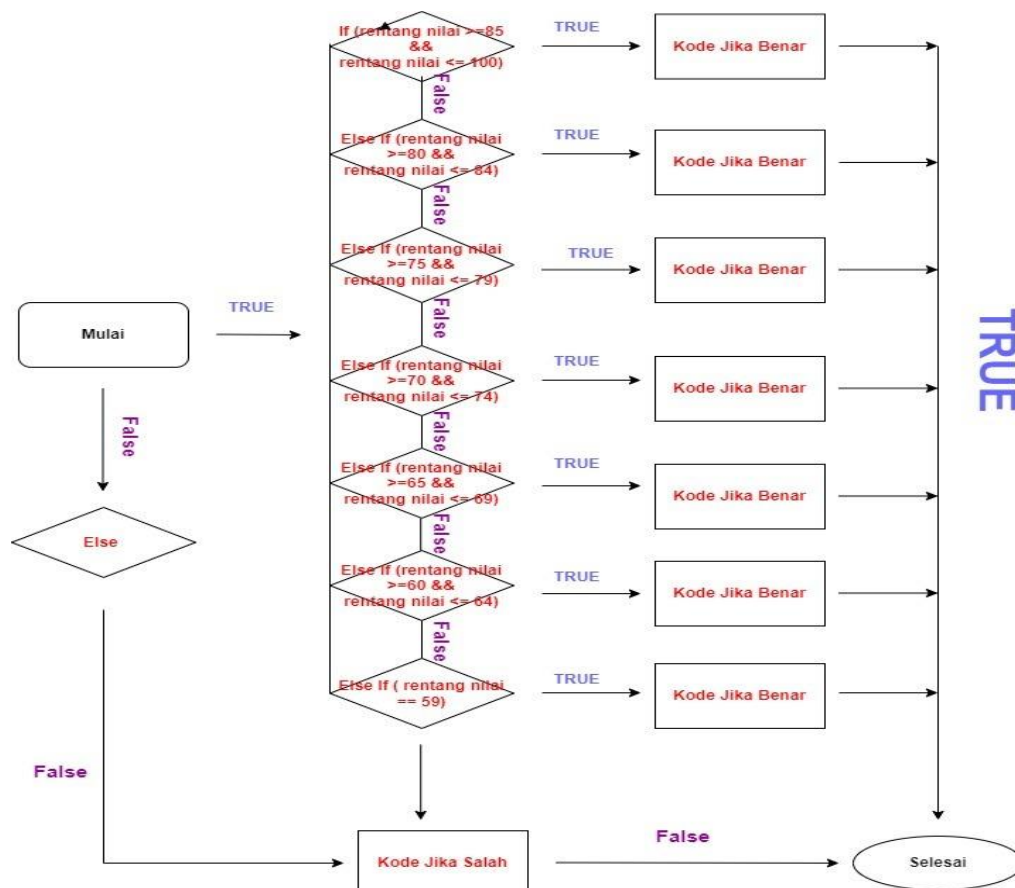 If (rentang nilai >=85
&&
rentang nilai <= 100)
TRUE
Kode Jika Benar
False
Else If (rentang nilai
>=80 &&
rentang nilai <= 84)
TRUE
Kode Jika Benar
False
Else If (rentang nilai
>=75 &&
rentang nilai <= 79)
TRUE
Kode Jika Benar
False
Mulai
TRUE
TRUE
Else If (rentang nilai
>=70 &&
rentang nilai <= 74)
TRUE
Kode Jika Benar
False
False
Else If (rentang nilai
>=65 &&
rentang nilai <= 69)
TRUE
Kode Jika Benar
False
Else
Else If (rentang nilai
>=60 &&
rentang nilai <= 64)
TRUE
Kode Jika Benar
False
Else If ( rentang nilai
== 59)
TRUE
Kode Jika Benar
False
Kode Jika Salah
False
Selesai